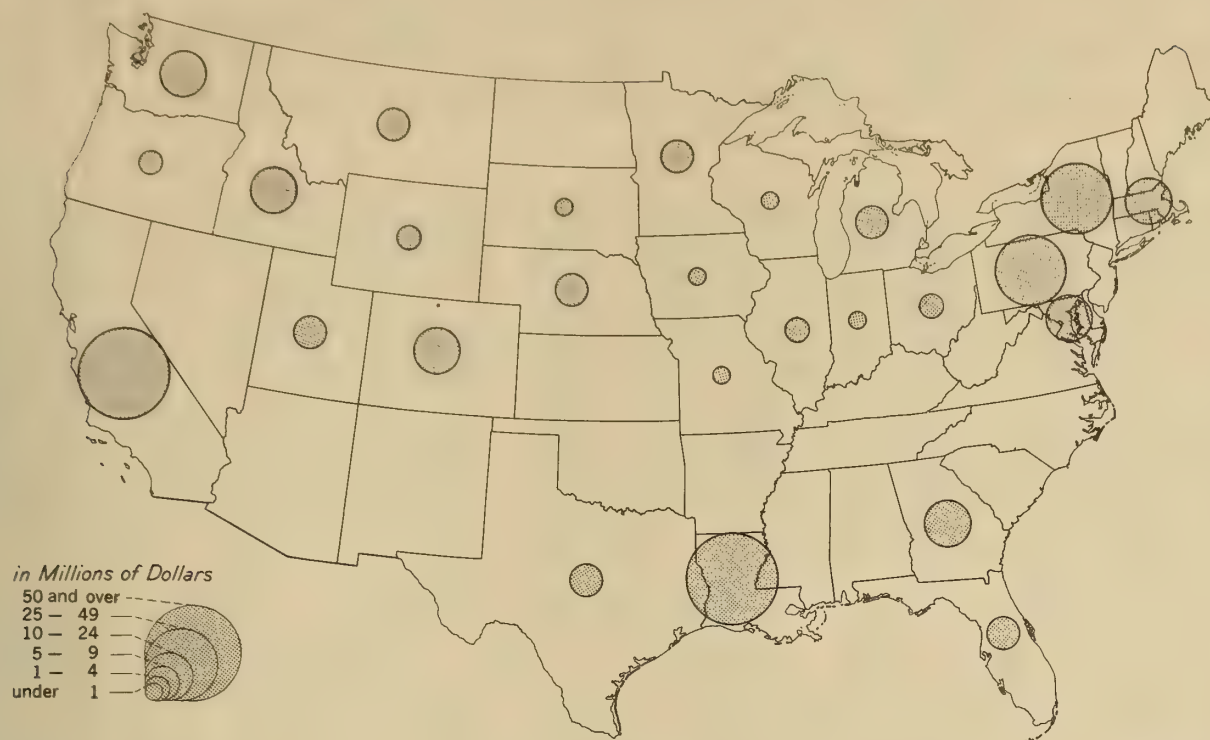 in Millions of Dollars
50 and over
25 - 49
10 - 24
5 - 9
1 - 4
under 1